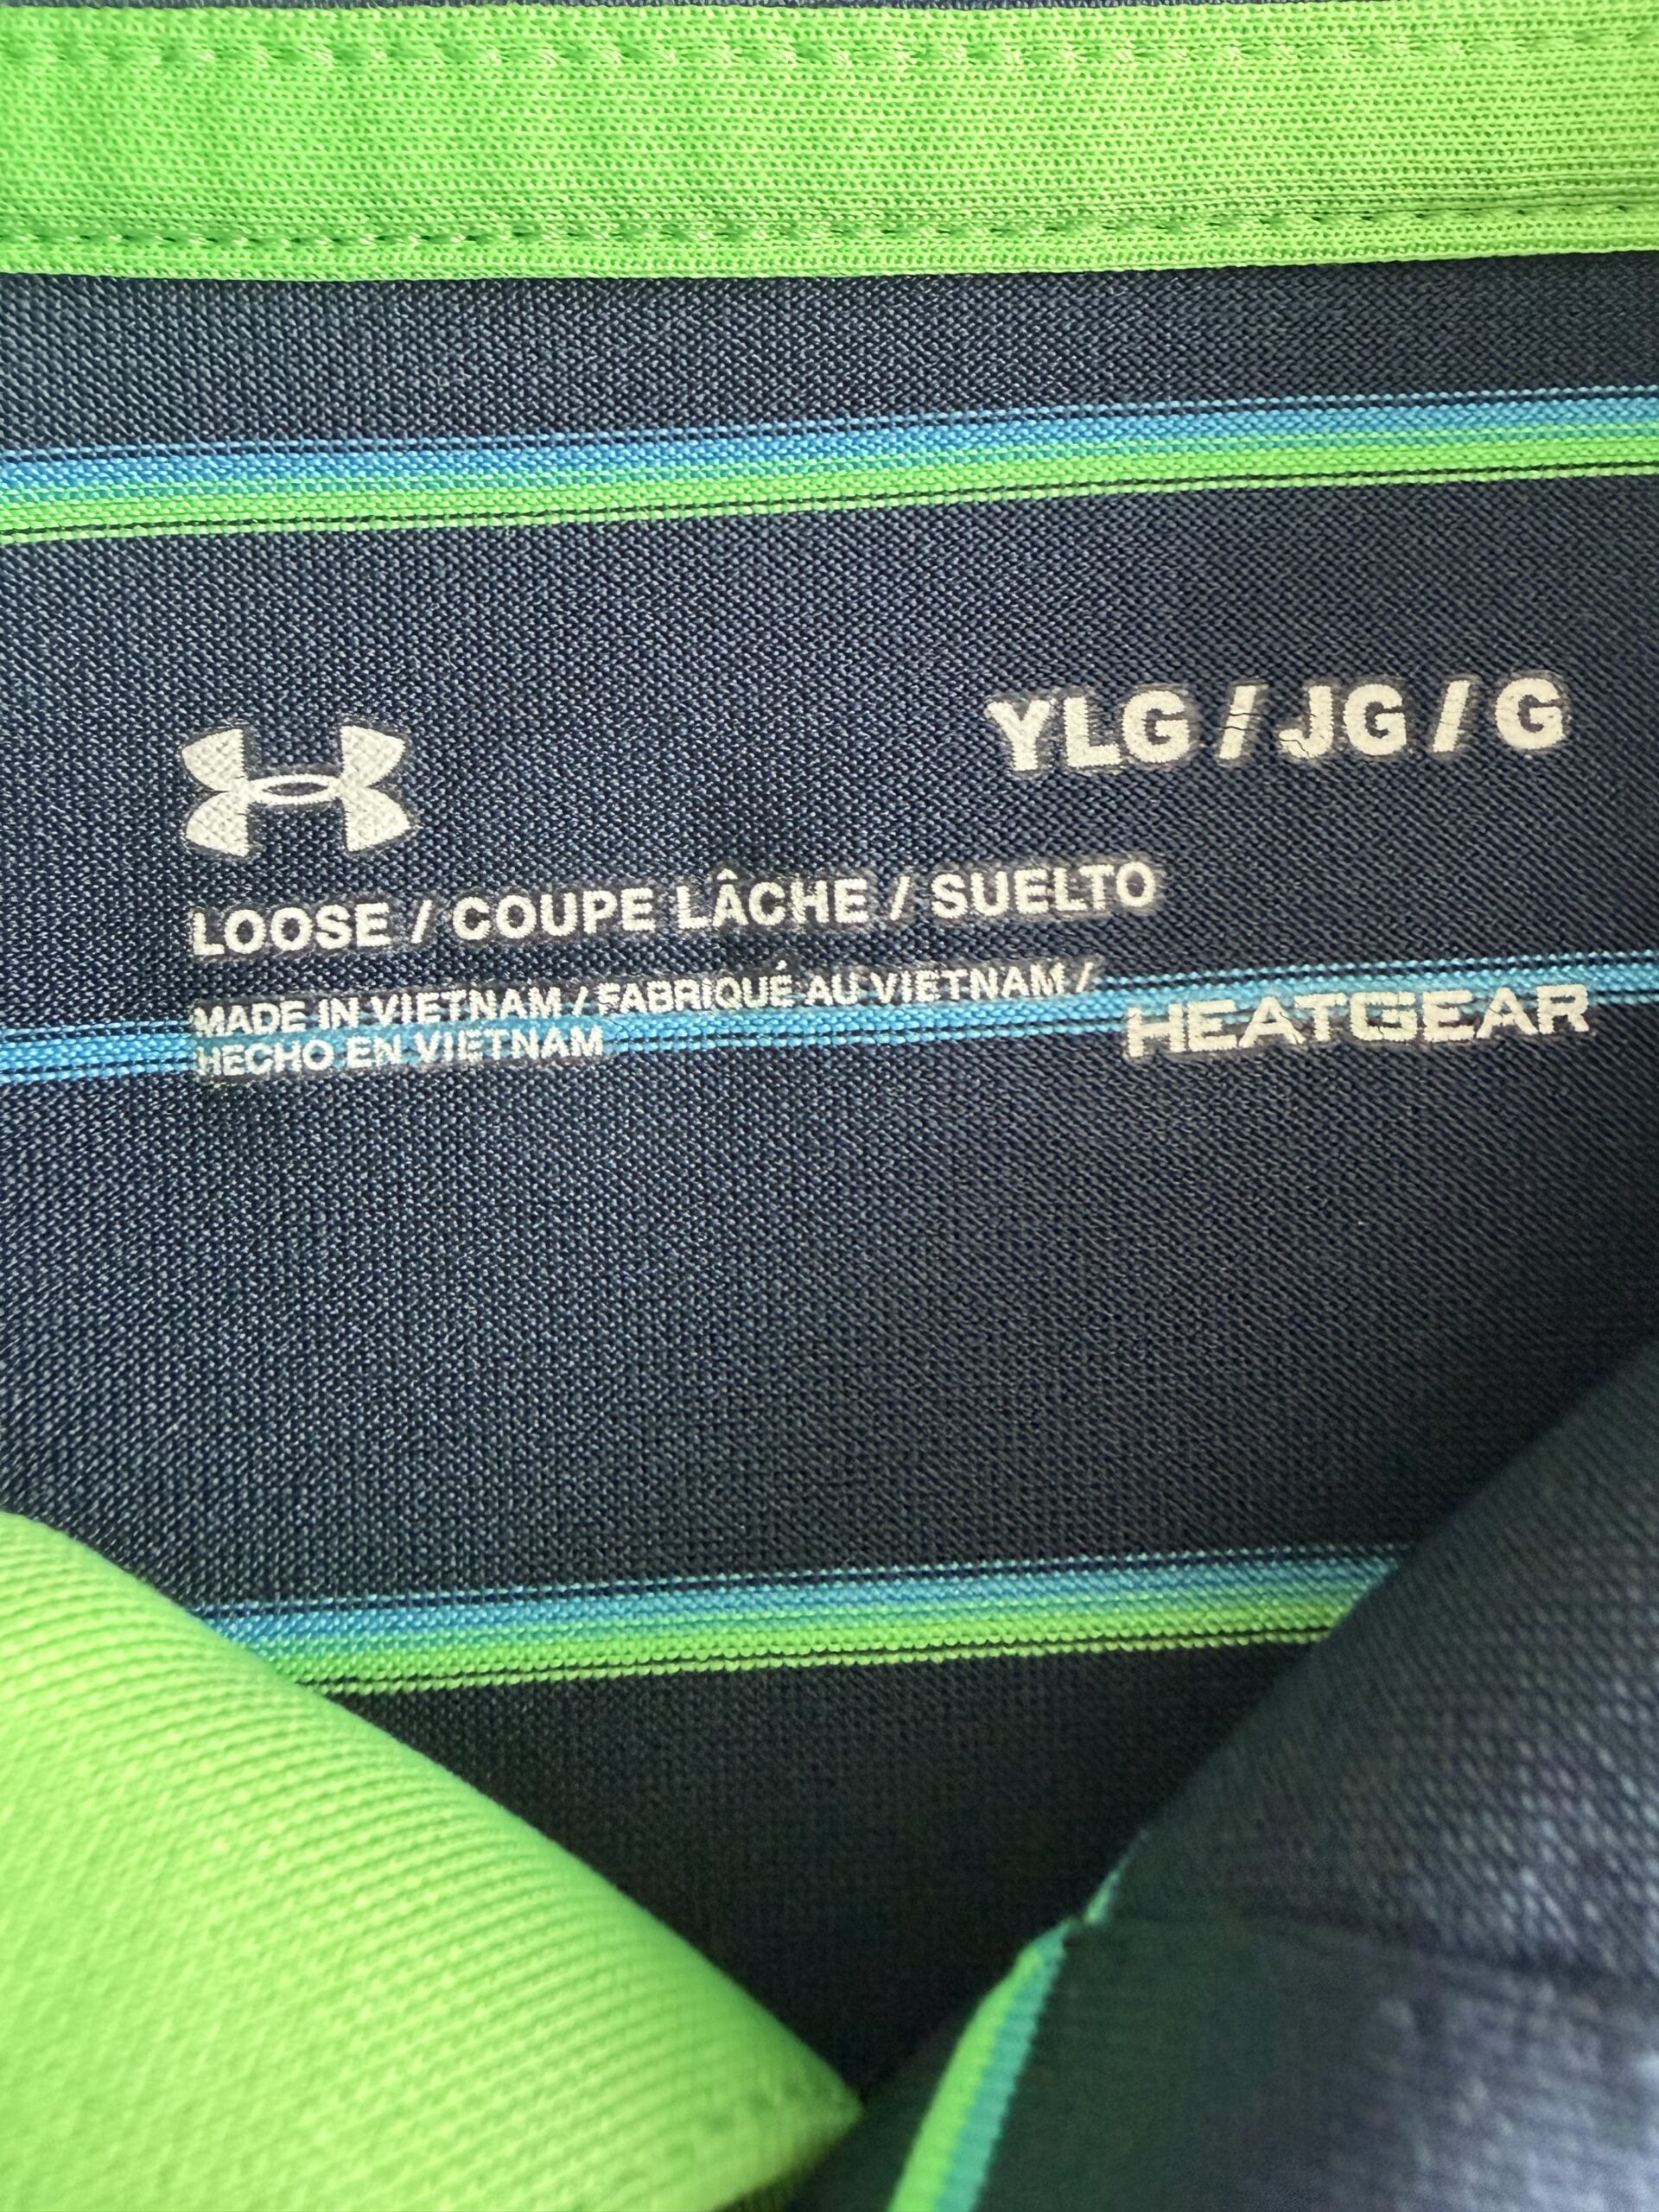 YLG / JG / G
LOOSE / COUPE LÂCHE / SUELTO
MADE IN VIETNAM / FABRIQUÉ AU VIETNAM /
HECHO EN VIETNAM
HEATGEAR